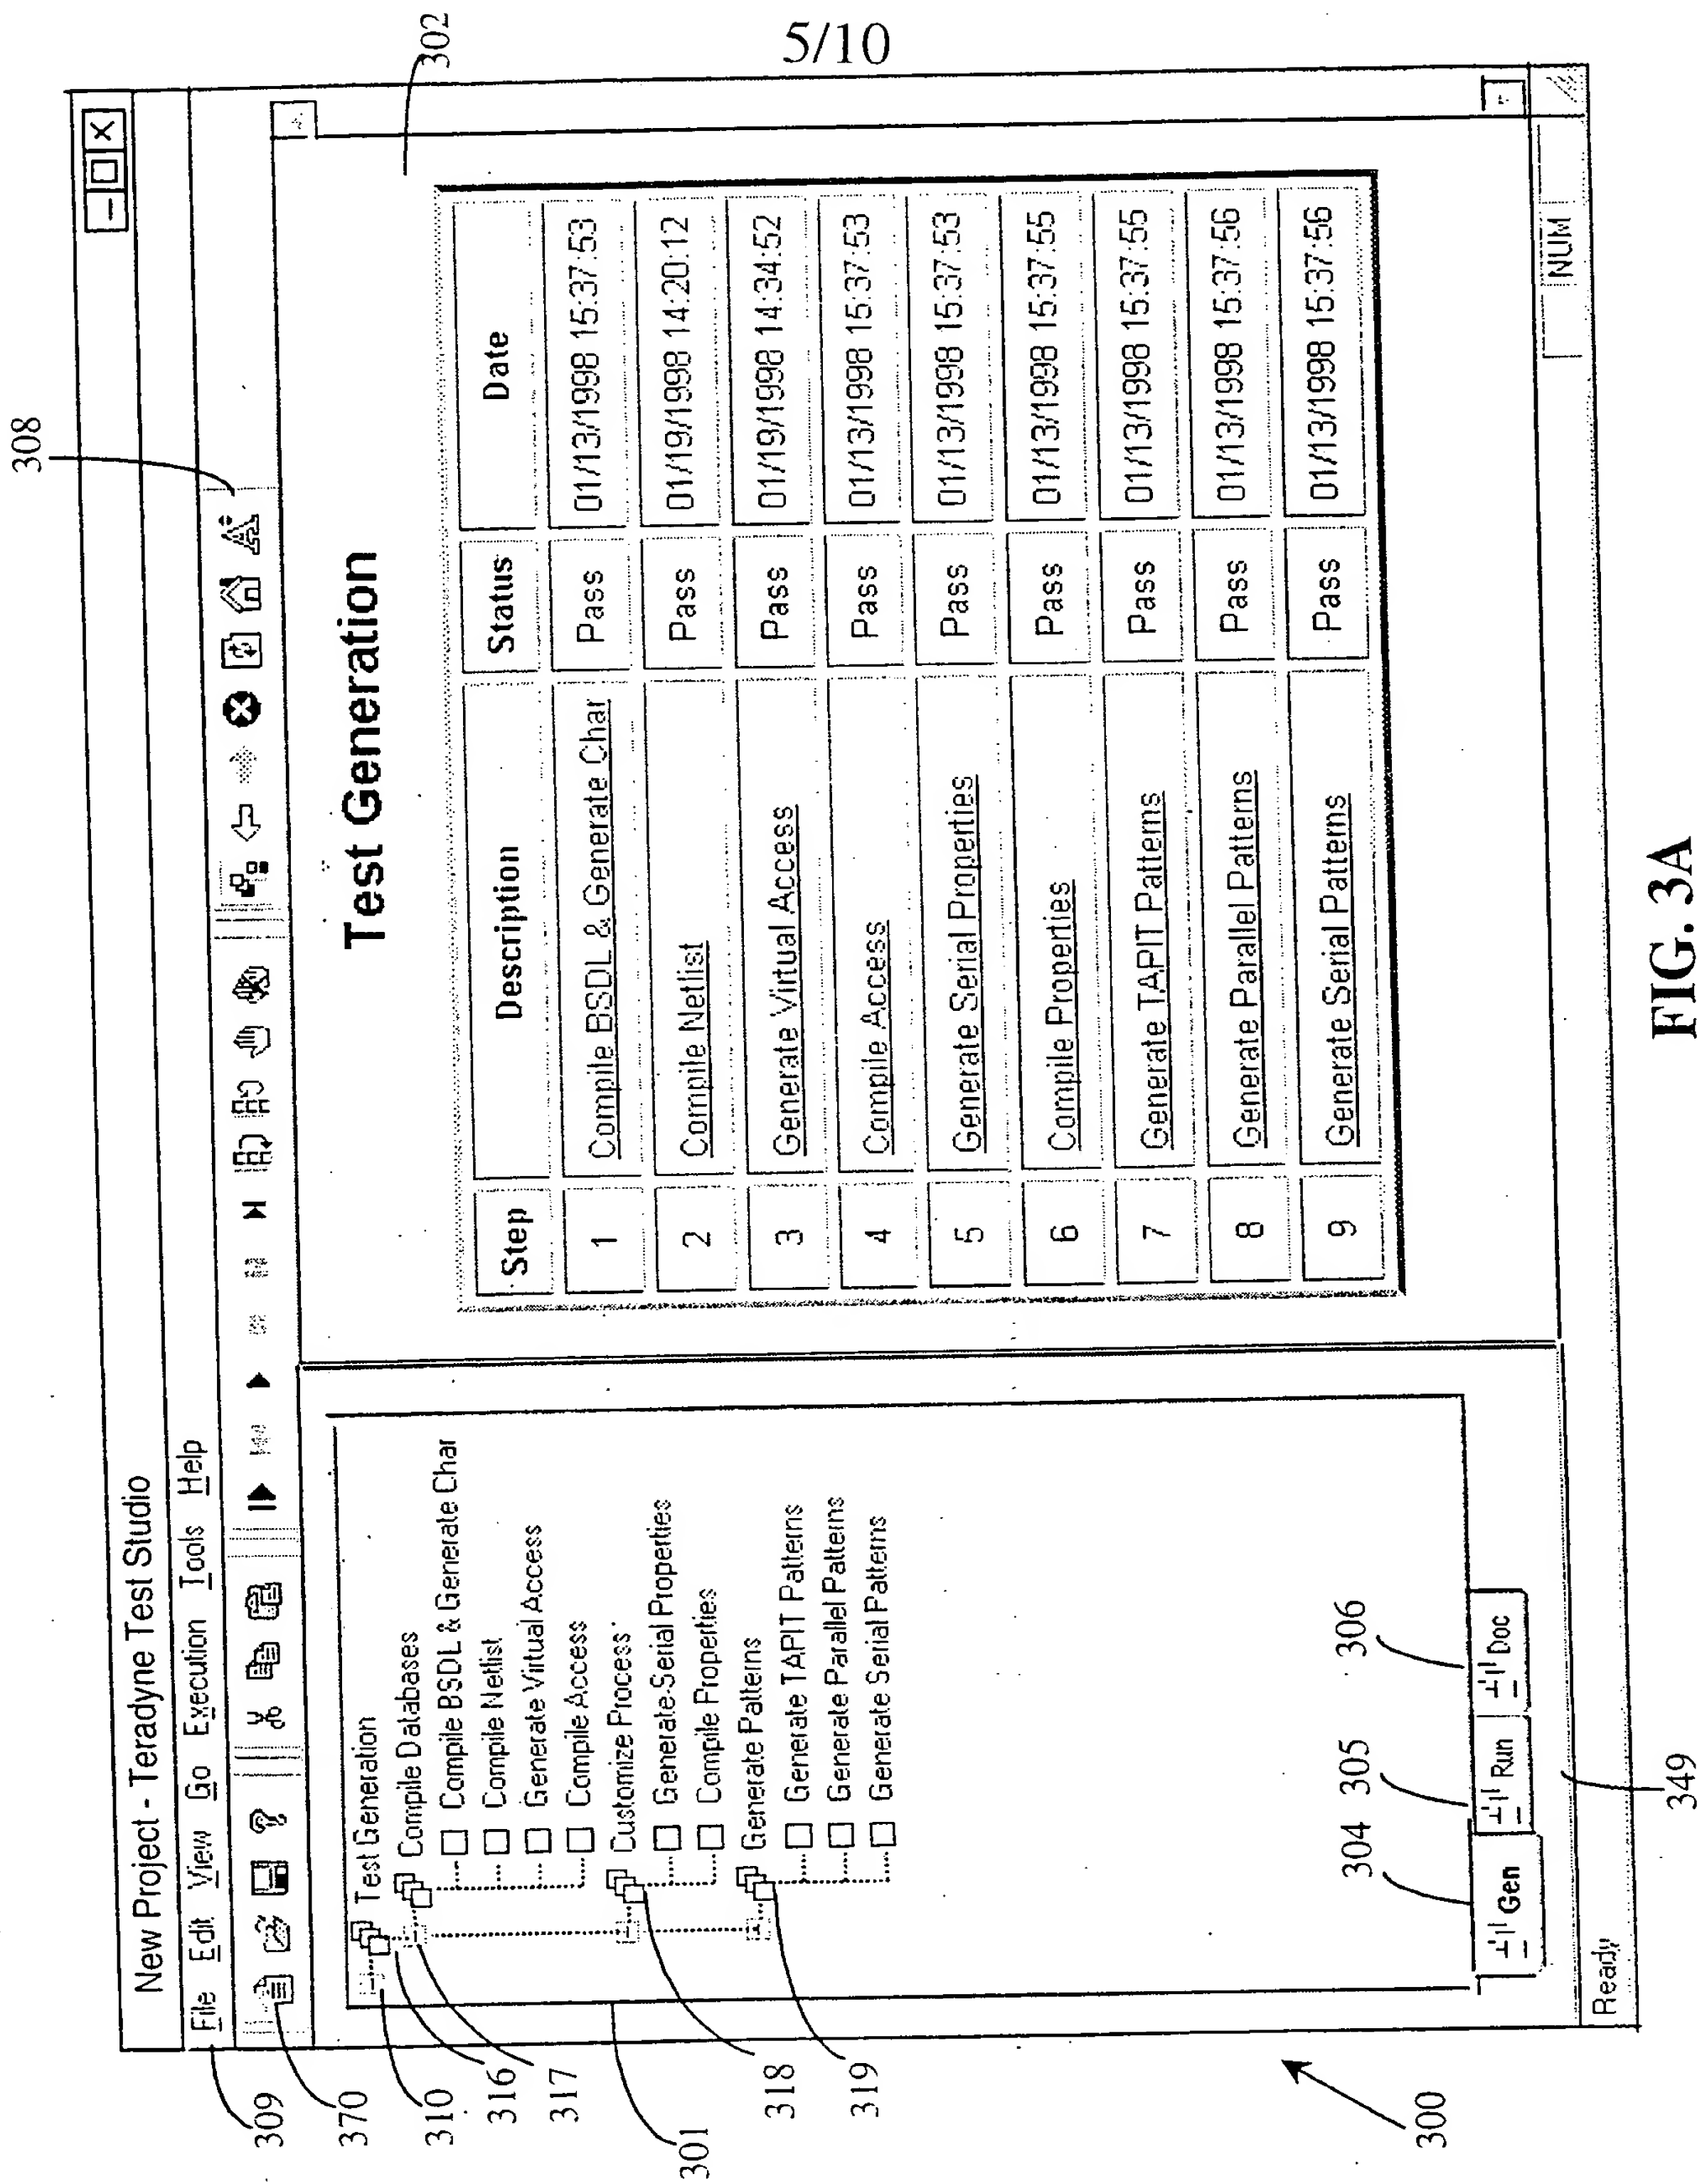 5/10
308
302
New Project - Teradyne Test Studio
File Edit View Go Execution Tools Help
309
370
310
316
317
301
318
319
Test Generation
Compile Databases
Compile BSDL & Generate Char
Compile Netlist
Generate Virtual Access
Compile Access
Customize Process
Generate Serial Properties
Compile Properties
Generate Patterns
Generate TAPIT Patterns
Generate Parallel Patterns
Generate Serial Patterns
Test Generation
Step Description Status Date
1 Compile BSDL & Generate Char Pass 01/13/1998 15:37:53
2 Compile Netlist Pass 01/19/1998 14:20:12
3 Generate Virtual Access Pass 01/19/1998 14:34:52
4 Compile Access Pass 01/13/1998 15:37:53
5 Generate Serial Properties Pass 01/13/1998 15:37:53
6 Compile Properties Pass 01/13/1998 15:37:55
7 Generate TAPIT Patterns Pass 01/13/1998 15:37:55
8 Generate Parallel Patterns Pass 01/13/1998 15:37:56
9 Generate Serial Patterns Pass 01/13/1998 15:37:56
304 305 306
Gen Run Doc
Ready NUM
300
349
FIG. 3A